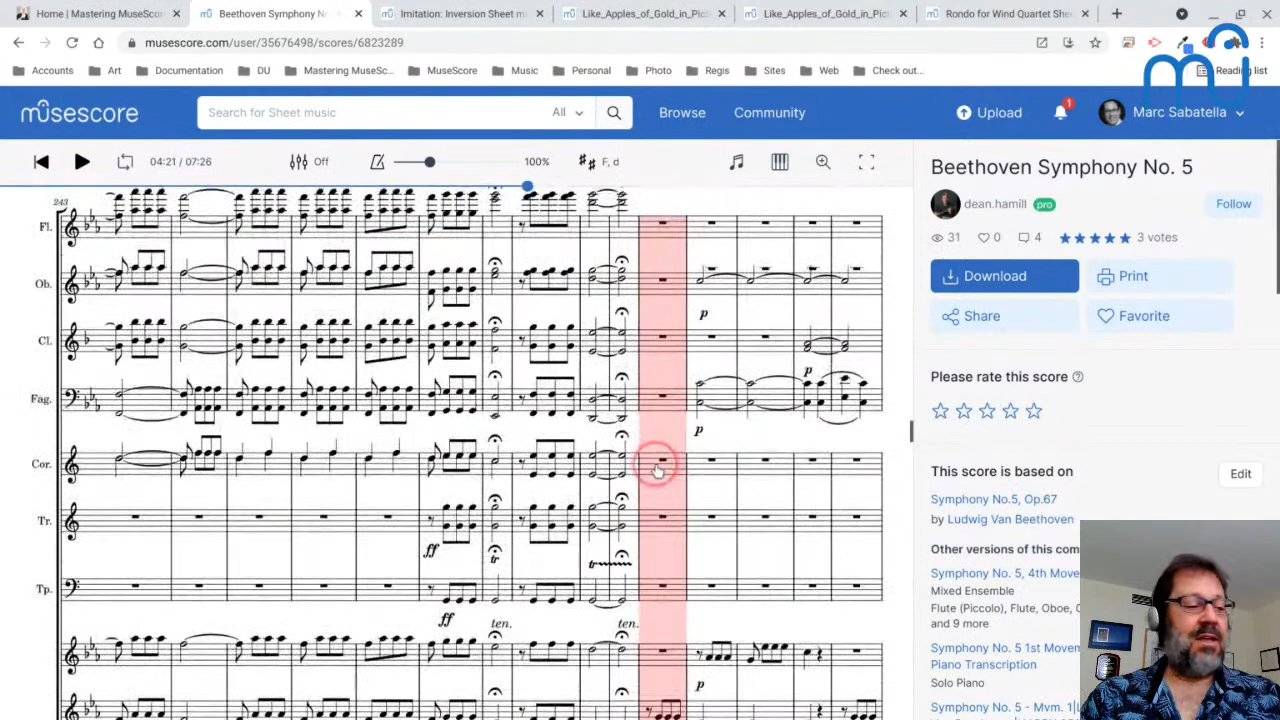 Home | Mastering MuseScore
Beethoven Symphony No
Imitation: Inversion Sheet m
Like_Apples_of_Gold_in_Pict
Like_Apples_of_Gold_in_Pict
Rondo for Wind Quartet Shee
musescore.com/user/35676498/scores/6823289
Accounts
Art
Documentation
DU
Mastering MuseSc...
MuseScore
Music
Personal
Photo
Regis
Sites
Web
Check out...
Reading list
musescore
Search for Sheet music
All
Browse
Community
Upload
1
Marc Sabatella
04:21 / 07:26
Off
100%
F, d
243
Fl.
Ob.
p
Cl.
p
Fag.
p
Cor.
Tr.
ff
tr
tr
Tp.
ff
ten.
ten.
p
Beethoven Symphony No. 5
dean.hamill pro
Follow
31
0
4
3 votes
Download
Print
Share
Favorite
Please rate this score
This score is based on
Edit
Symphony No.5, Op.67
by Ludwig Van Beethoven
Other versions of this com
Symphony No. 5, 4th Move
Mixed Ensemble
Flute (Piccolo), Flute, Oboe, C
and 9 more
Symphony No. 5 1st Movem
Piano Transcription
Solo Piano
Symphony No. 5 - Mvm. 1|L